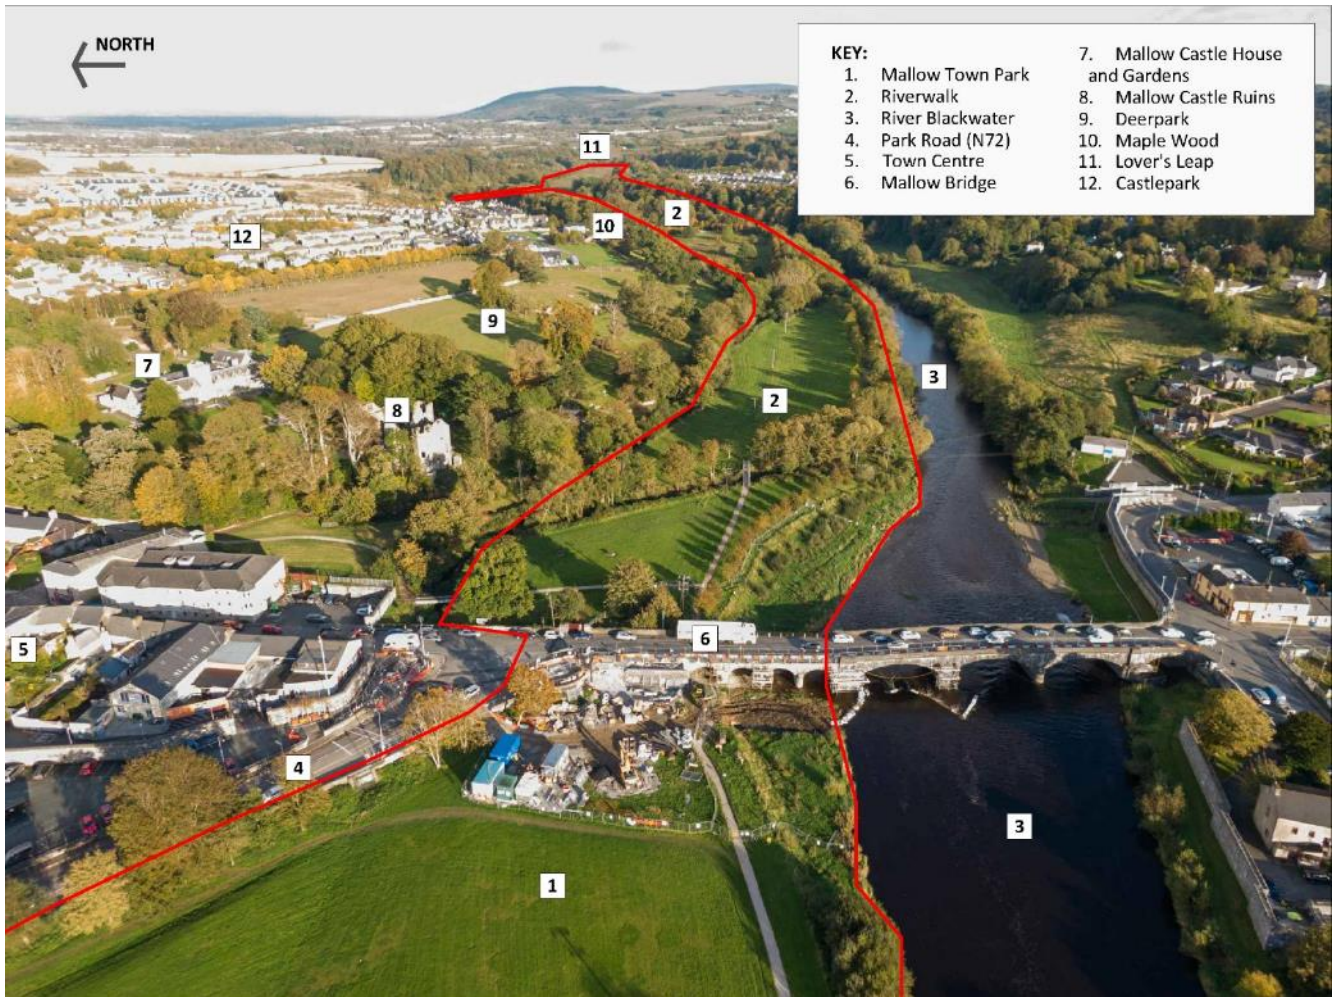 NORTH
KEY:
1. Mallow Town Park
2. Riverwalk
3. River Blackwater
4. Park Road (N72)
5. Town Centre
6. Mallow Bridge
7. Mallow Castle House
and Gardens
8. Mallow Castle Ruins
9. Deerpark
10. Maple Wood
11. Lover's Leap
12. Castlepark
11
2
10
12
9
7
3
2
8
6
5
4
3
1